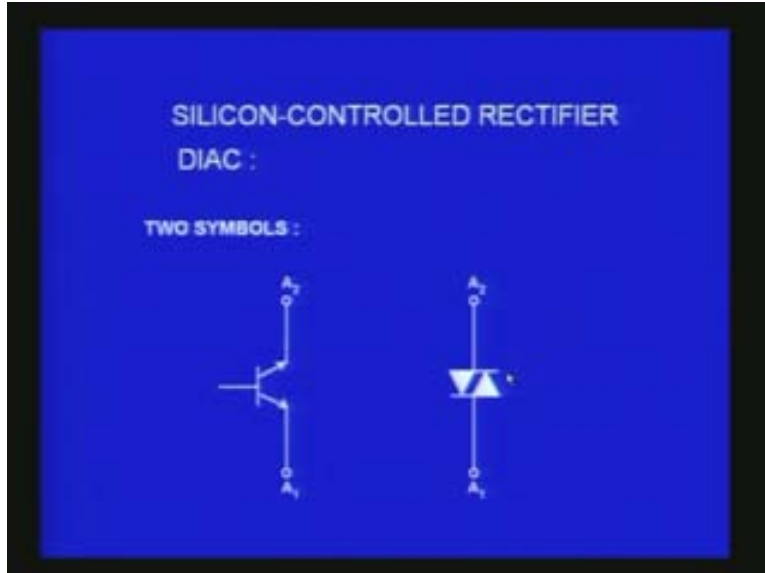 SILICON-CONTROLLED RECTIFIER
DIAC :
TWO SYMBOLS :
A₂ A₂
A₁ A₁